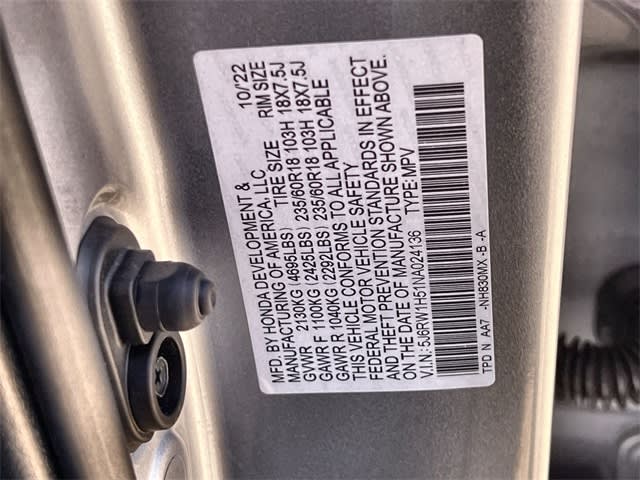 MFD. BY HONDA DEVELOPMENT & 10/22
MANUFACTURING OF AMERICA, LLC TIRE SIZE RIM SIZE
GVWR 2130KG (4695LBS) 235/60R18 103H 18X7.5J
GAWR F 1100KG (2425LBS) 235/60R18 103H 18X7.5J
GAWR R 1040KG (2292LBS)
THIS VEHICLE CONFORMS TO ALL APPLICABLE
FEDERAL MOTOR VEHICLE SAFETY
AND THEFT PREVENTION STANDARDS IN EFFECT
ON THE DATE OF MANUFACTURE SHOWN ABOVE.
V.I.N.: 5J6RW1H51NA024136 TYPE: MPV
TPD N AA7 -NH830MX -B -A